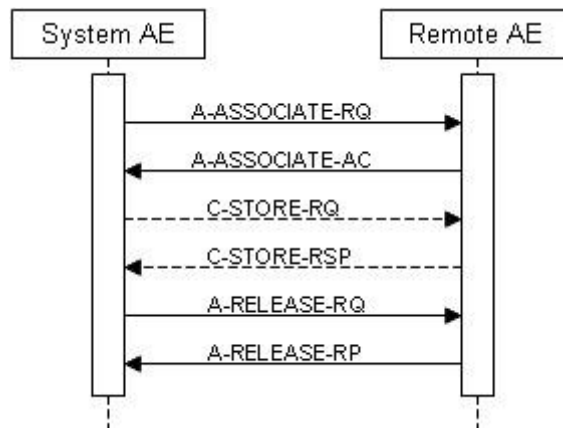 System AE
Remote AE
A-ASSOCIATE-RQ
A-ASSOCIATE-AC
C-STORE-RQ
C-STORE-RSP
A-RELEASE-RQ
A-RELEASE-RP